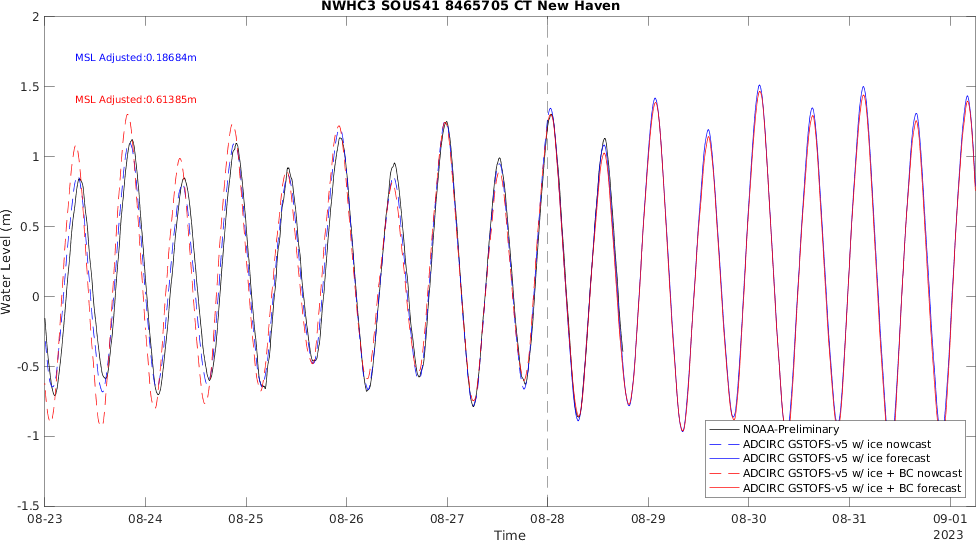 NWHC3 SOUS41 8465705 CT New Haven
2
MSL Adjusted:0.18684m
1.5
MSL Adjusted:0.61385m
1
0.5
Water Level (m)
0
-0.5
-1
NOAA-Preliminary
ADCIRC GSTOFS-v5 w/ ice nowcast
ADCIRC GSTOFS-v5 w/ ice forecast
ADCIRC GSTOFS-v5 w/ ice + BC nowcast
ADCIRC GSTOFS-v5 w/ ice + BC forecast
-1.5
08-23 08-24 08-25 08-26 08-27 08-28 08-29 08-30 08-31 09-01
Time 2023